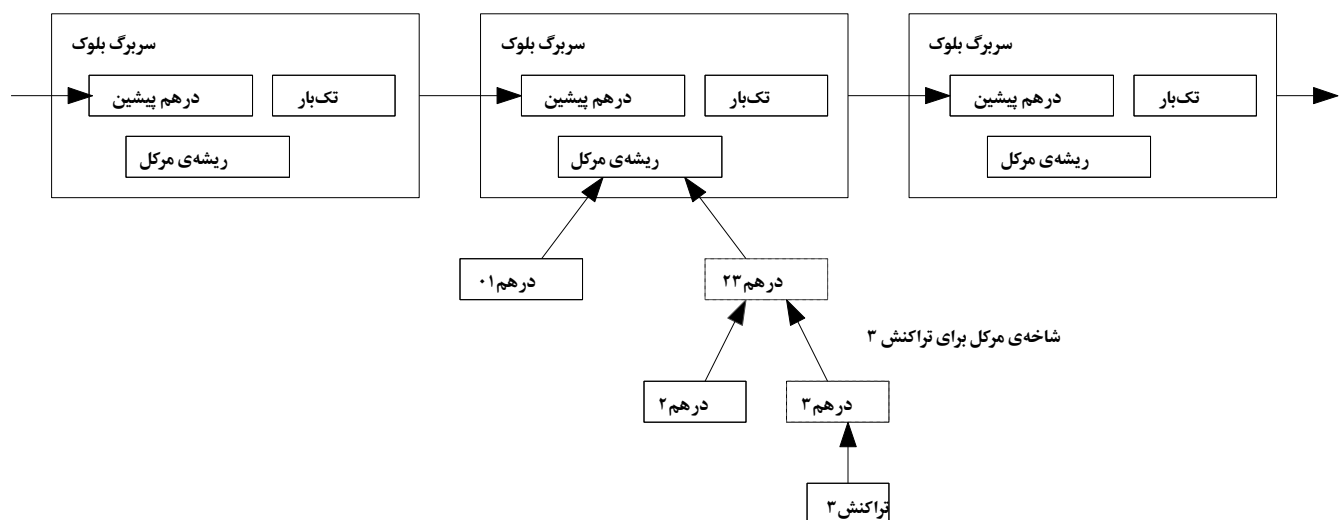 سربرگ بلوک
درهم پیشین
تک‌بار
ریشه‌ی مرکل
سربرگ بلوک
درهم پیشین
تک‌بار
ریشه‌ی مرکل
سربرگ بلوک
درهم پیشین
تک‌بار
ریشه‌ی مرکل
درهم۰۱
درهم۲۳
شاخه‌ی مرکل برای تراکنش ۳
درهم۲
درهم۳
تراکنش۳